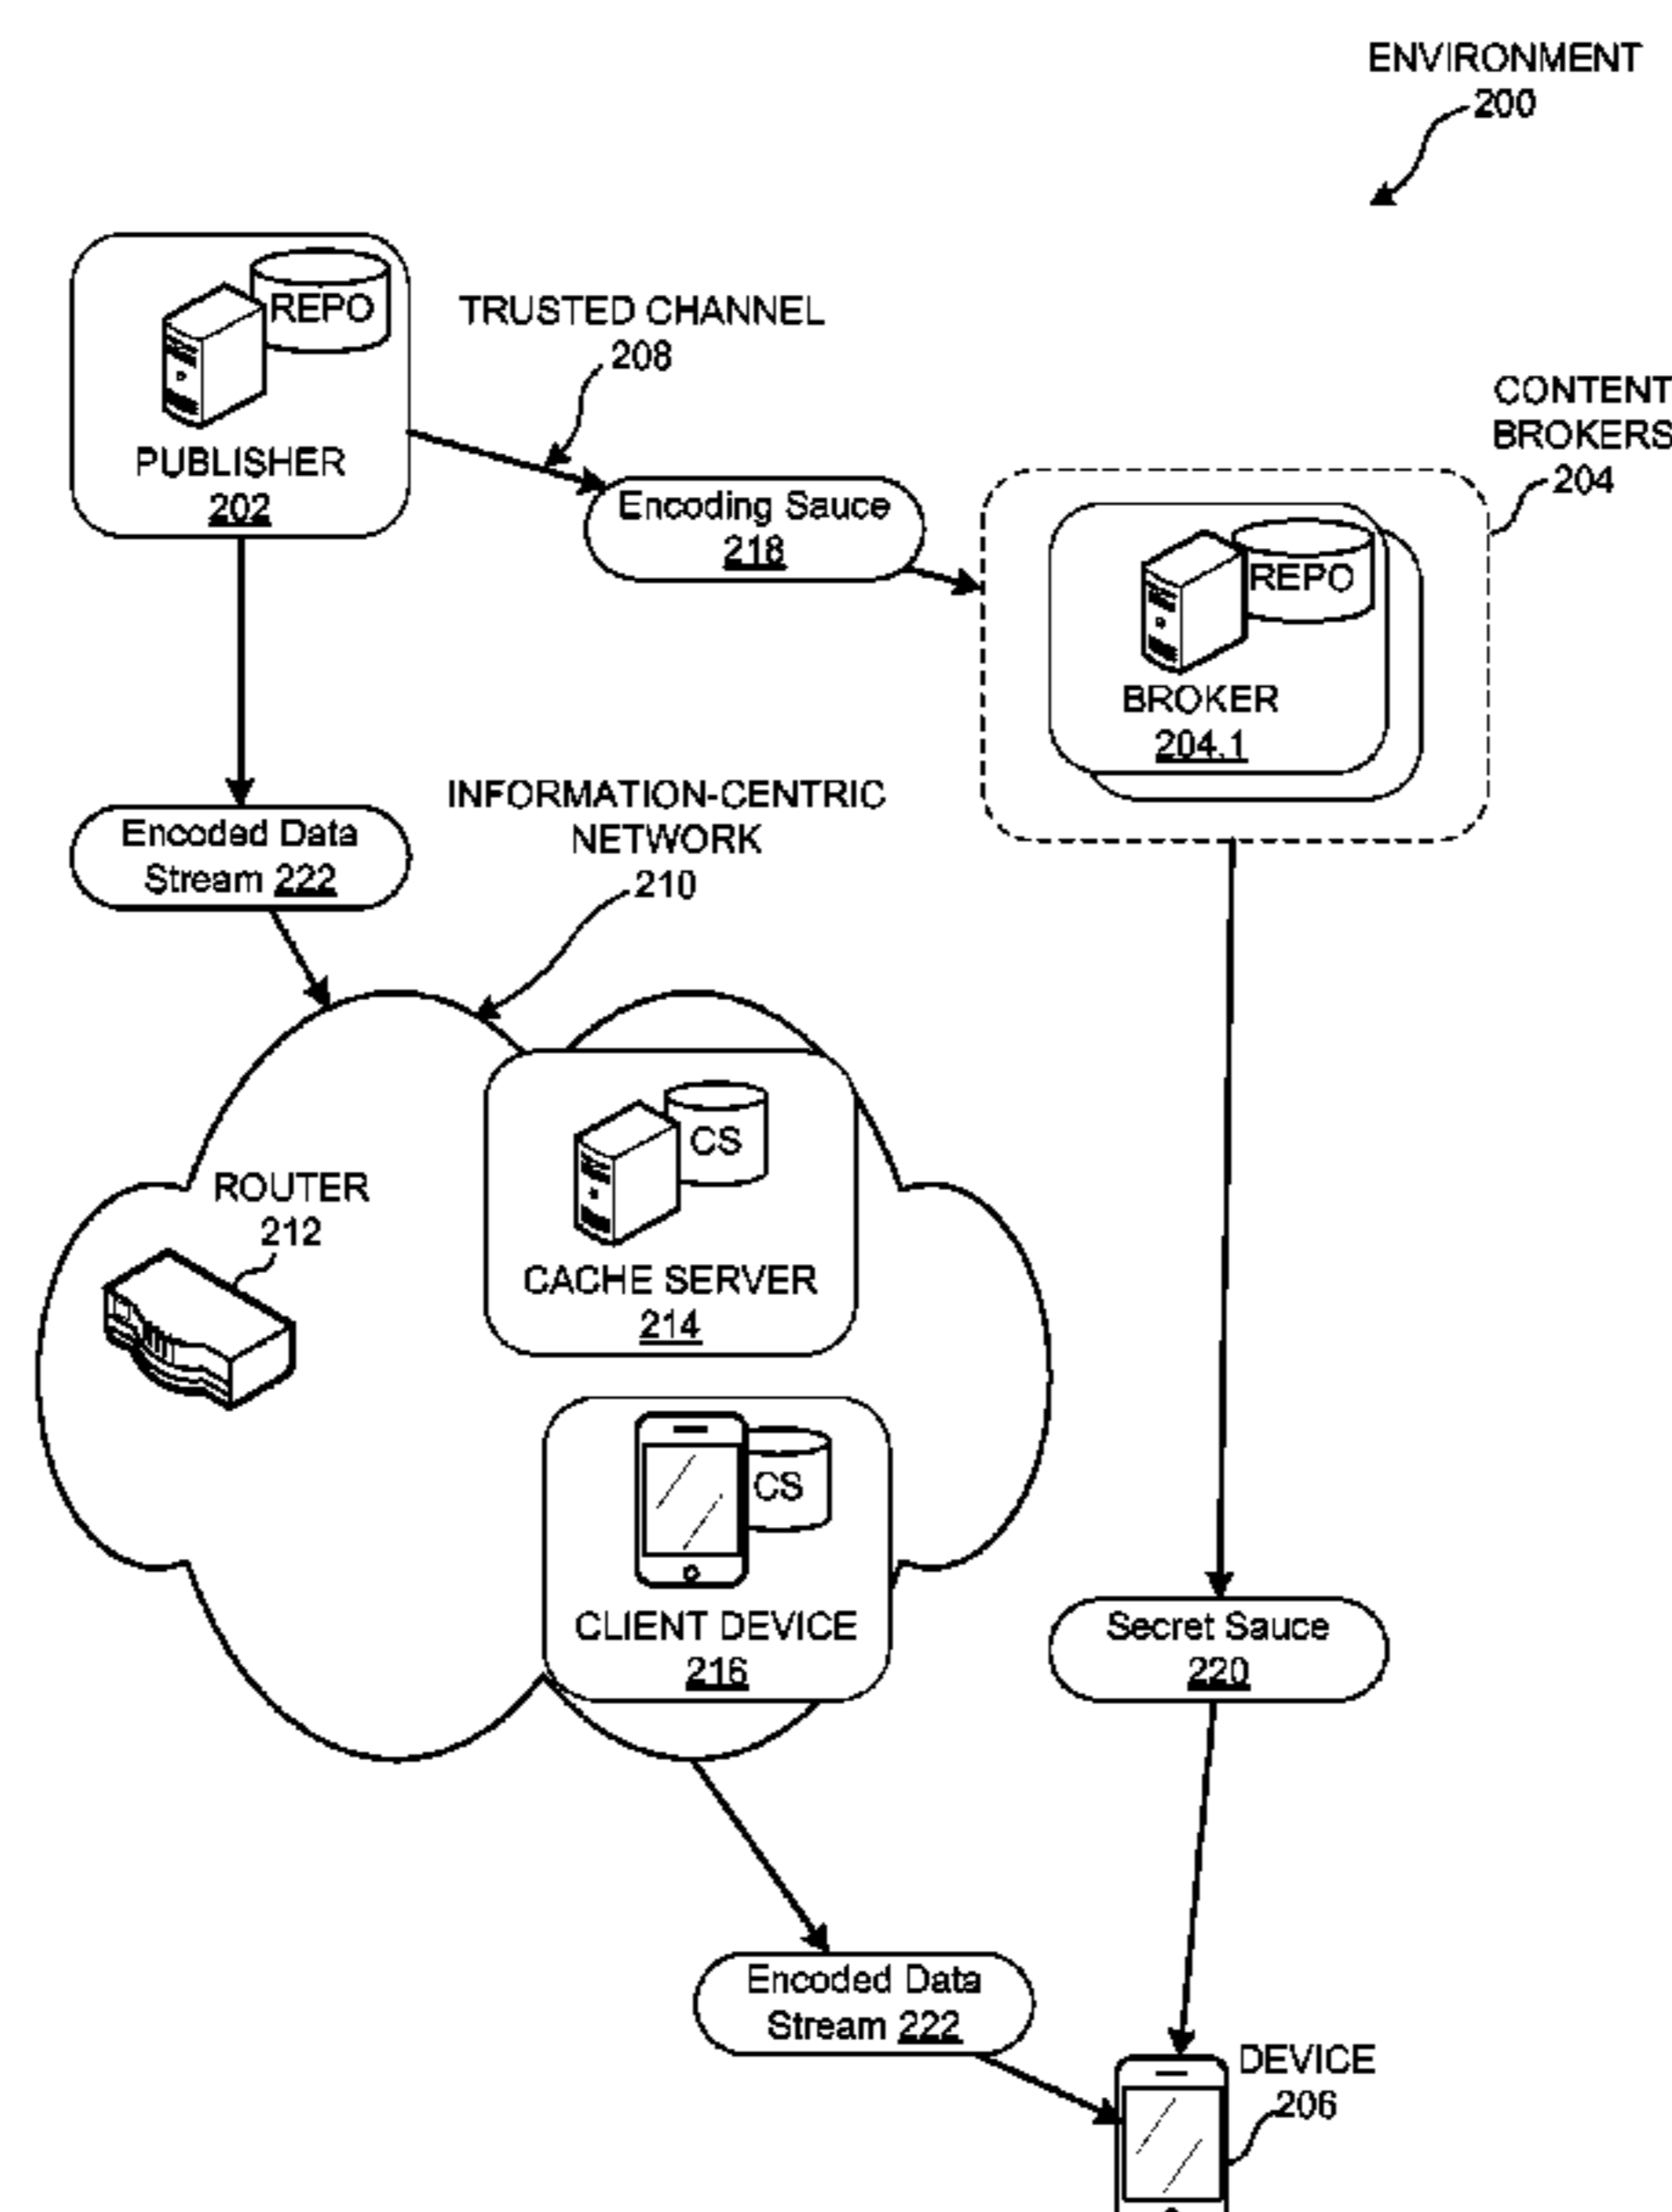 ENVIRONMENT
200
REPO
PUBLISHER
202
TRUSTED CHANNEL
208
Encoding Sauce
218
CONTENT
BROKERS
204
REPO
BROKER
204.1
Encoded Data
Stream 222
INFORMATION-CENTRIC
NETWORK
210
CS
CACHE SERVER
214
ROUTER
212
CS
CLIENT DEVICE
216
Secret Sauce
220
Encoded Data
Stream 222
DEVICE
206